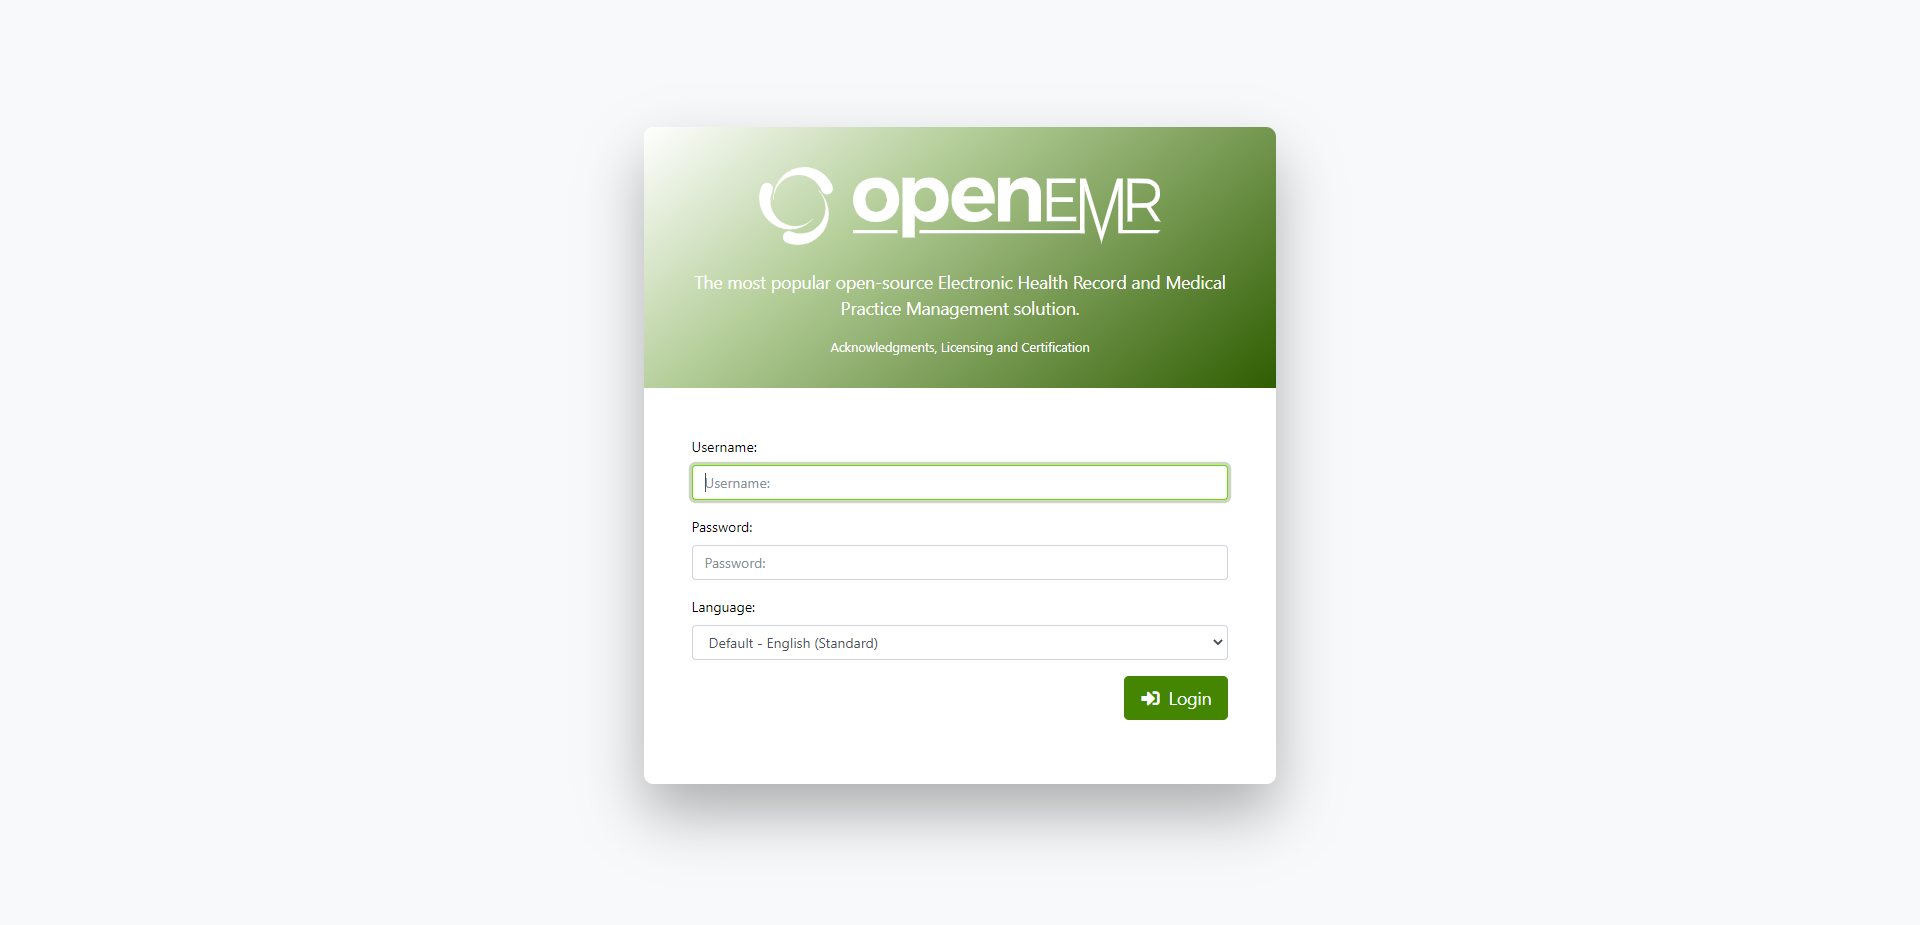 openEMR
The most popular open-source Electronic Health Record and Medical
Practice Management solution.
Acknowledgments, Licensing and Certification
Username:
Username:
Password:
Password:
Language:
Default - English (Standard)
Login